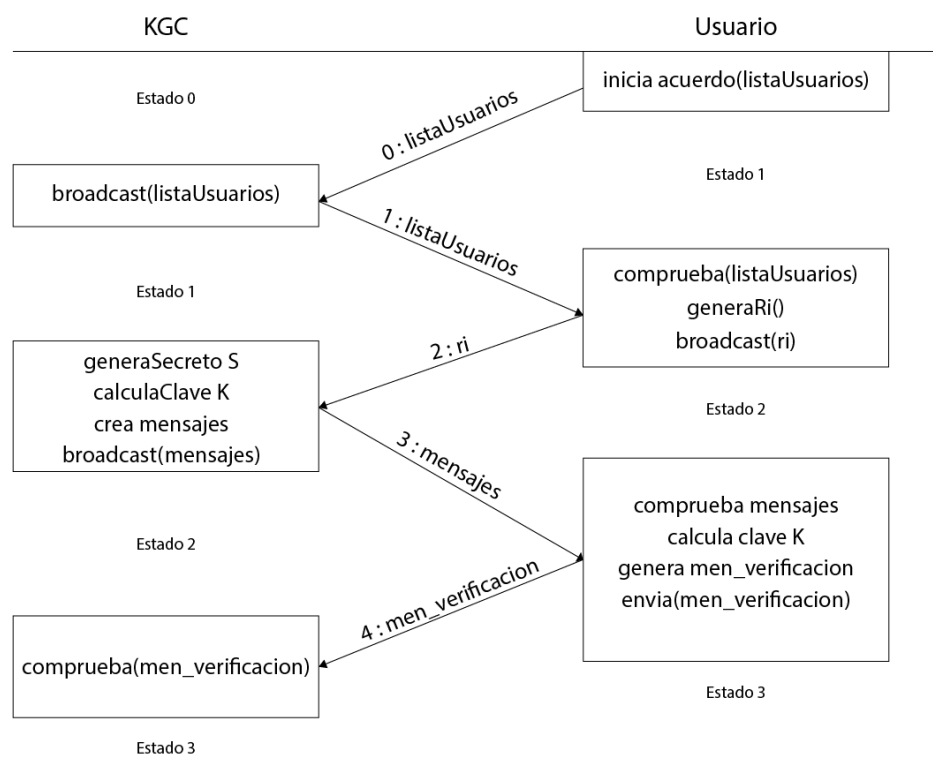 KGC
Usuario
inicia acuerdo(listaUsuarios)
Estado 0
0 : listaUsuarios
Estado 1
broadcast(listaUsuarios)
1 : listaUsuarios
comprueba(listaUsuarios)
generaRi()
broadcast(ri)
Estado 1
2 : ri
generaSecreto S
calculaClave K
crea mensajes
broadcast(mensajes)
Estado 2
3 : mensajes
comprueba mensajes
calcula clave K
genera men_verificacion
envia(men_verificacion)
Estado 2
4 : men_verificacion
comprueba(men_verificacion)
Estado 3
Estado 3